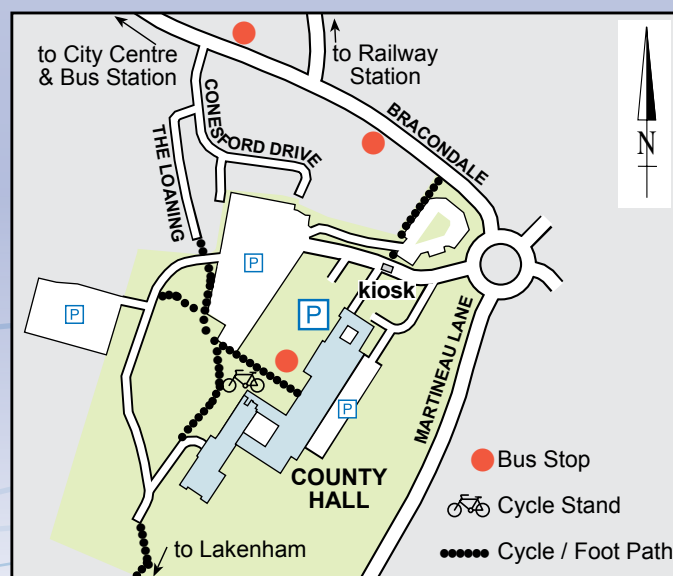 to City Centre
& Bus Station
to Railway
Station
CONESFORD DRIVE
THE LOANING
BRACONDALE
N
P
kiosk
P
P
MARTINEAU LANE
P
COUNTY
HALL
Bus Stop
Cycle Stand
Cycle / Foot Path
to Lakenham